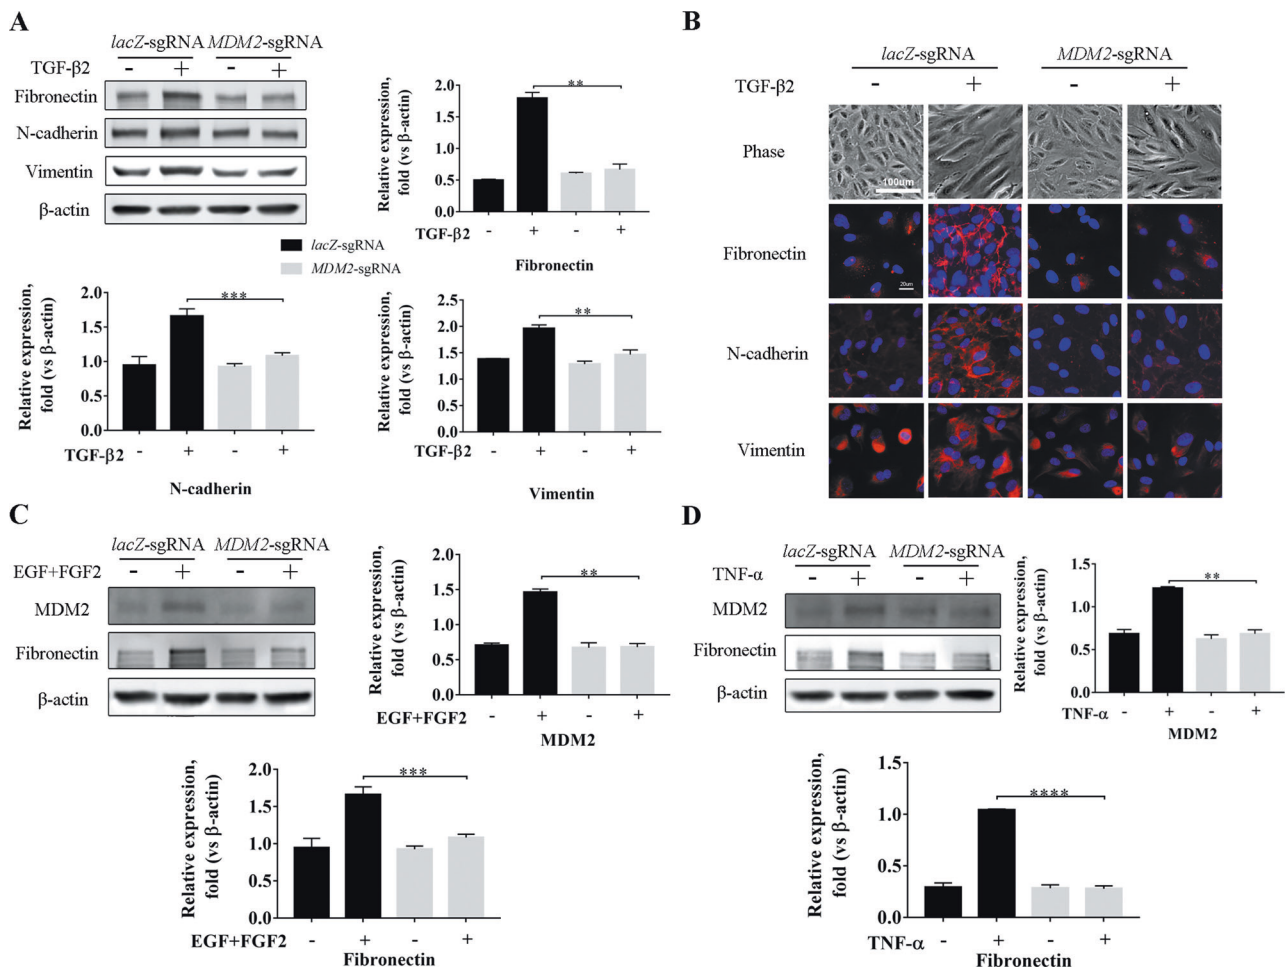 A
lacZ-sgRNA MDM2-sgRNA
TGF-β2 - + - +
Fibronectin
N-cadherin
Vimentin
β-actin
Relative expression,
fold (vs β-actin)
2.0
1.5
1.0
0.5
0.0
**
TGF-β2 - + - +
Fibronectin
lacZ-sgRNA
MDM2-sgRNA
Relative expression,
fold (vs β-actin)
2.0
1.5
1.0
0.5
0.0
***
TGF-β2 - + - +
N-cadherin
Relative expression,
fold (vs β-actin)
2.5
2.0
1.5
1.0
0.5
0.0
**
TGF-β2 - + - +
Vimentin
B
lacZ-sgRNA MDM2-sgRNA
TGF-β2 - + - +
Phase
100um
Fibronectin
20um
N-cadherin
Vimentin
C
lacZ-sgRNA MDM2-sgRNA
EGF+FGF2 - + - +
MDM2
Fibronectin
β-actin
Relative expression,
fold (vs β-actin)
2.0
1.5
1.0
0.5
0.0
**
EGF+FGF2 - + - +
MDM2
Relative expression,
fold (vs β-actin)
2.0
1.5
1.0
0.5
0.0
***
EGF+FGF2 - + - +
Fibronectin
D
lacZ-sgRNA MDM2-sgRNA
TNF-α - + - +
MDM2
Fibronectin
β-actin
Relative expression,
fold (vs β-actin)
1.5
1.0
0.5
0.0
**
TNF-α - + - +
MDM2
Relative expression,
fold (vs β-actin)
1.5
1.0
0.5
0.0
****
TNF-α - + - +
Fibronectin